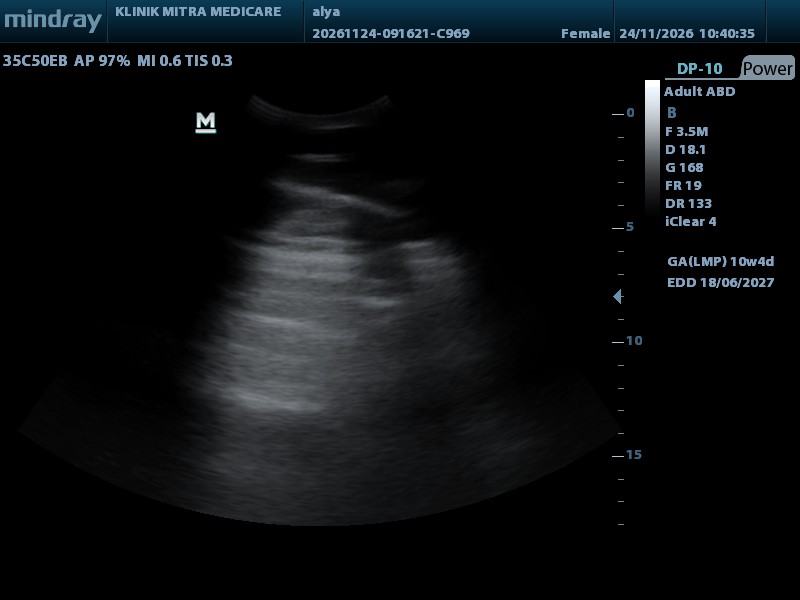 mindray
KLINIK MITRA MEDICARE
alya
20261124-091621-C969
Female
24/11/2026 10:40:35
35C50EB AP 97% MI 0.6 TIS 0.3
DP-10
Power
M
Adult ABD
B
F 3.5M
D 18.1
G 168
FR 19
DR 133
iClear 4
GA(LMP) 10w4d
EDD 18/06/2027
0
5
10
15